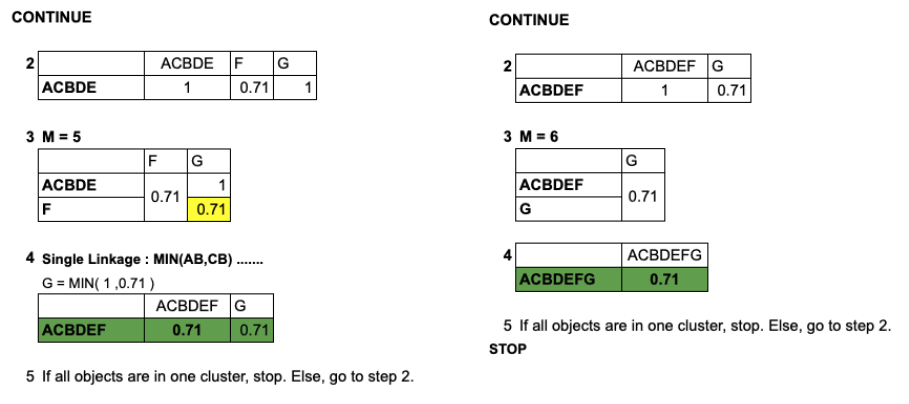 CONTINUE
2
ACBDE F G
ACBDE 1 0.71 1
3 M = 5
F G
ACBDE 0.71 1
F 0.71
4 Single Linkage : MIN(AB,CB) .......
G = MIN( 1 ,0.71 )
ACBDEF G
ACBDEF 0.71 0.71
5 If all objects are in one cluster, stop. Else, go to step 2.
CONTINUE
2
ACBDEF G
ACBDEF 1 0.71
3 M = 6
G
ACBDEF 0.71
G
4
ACBDEFG
ACBDEFG 0.71
5 If all objects are in one cluster, stop. Else, go to step 2.
STOP